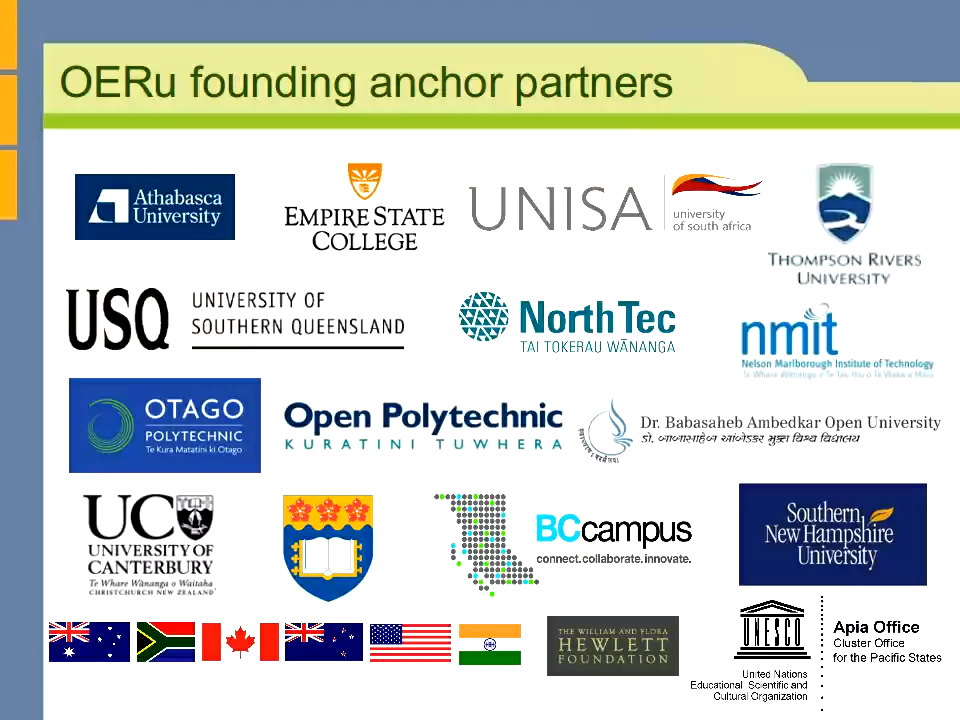 OERu founding anchor partners
Athabasca
University
EMPIRE STATE
COLLEGE
UNISA
university
of south africa
THOMPSON RIVERS
UNIVERSITY
USQ
UNIVERSITY OF
SOUTHERN QUEENSLAND
NorthTec
TAI TOKERAU WĀNANGA
nmit
Nelson Marlborough Institute of Technology
OTAGO
POLYTECHNIC
Te Kura Matatini ki Otago
Open Polytechnic
KURATINI TUWHERA
Dr. Babasaheb Ambedkar Open University
ડૉ. બાબાસાહેબ આંબેડકર મુક્ત વિશ્વ વિદ્યાલય
UC
UNIVERSITY OF
CANTERBURY
Te Whare Wānanga o Waitaha
CHRISTCHURCH NEW ZEALAND
BCcampus
connect.collaborate.innovate.
Southern
New Hampshire
University
THE WILLIAM AND FLORA
HEWLETT
FOUNDATION
UNESCO
United Nations
Educational Scientific and
Cultural Organization
Apia Office
Cluster Office
for the Pacific States